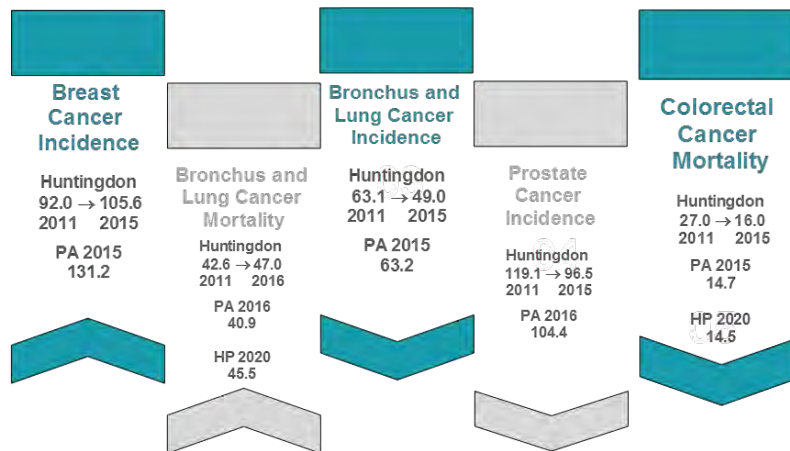 Breast
Cancer
Incidence
Huntingdon
92.0 → 105.6
2011 2015
PA 2015
131.2
Bronchus and
Lung Cancer
Mortality
Huntingdon
42.6 → 47.0
2011 2016
PA 2016
40.9
HP 2020
45.5
Bronchus and
Lung Cancer
Incidence
Huntingdon
63.1 → 49.0
2011 2015
PA 2015
63.2
Prostate
Cancer
Incidence
Huntingdon
119.1 → 96.5
2011 2015
PA 2016
104.4
Colorectal
Cancer
Mortality
Huntingdon
27.0 → 16.0
2011 2015
PA 2015
14.7
HP 2020
14.5